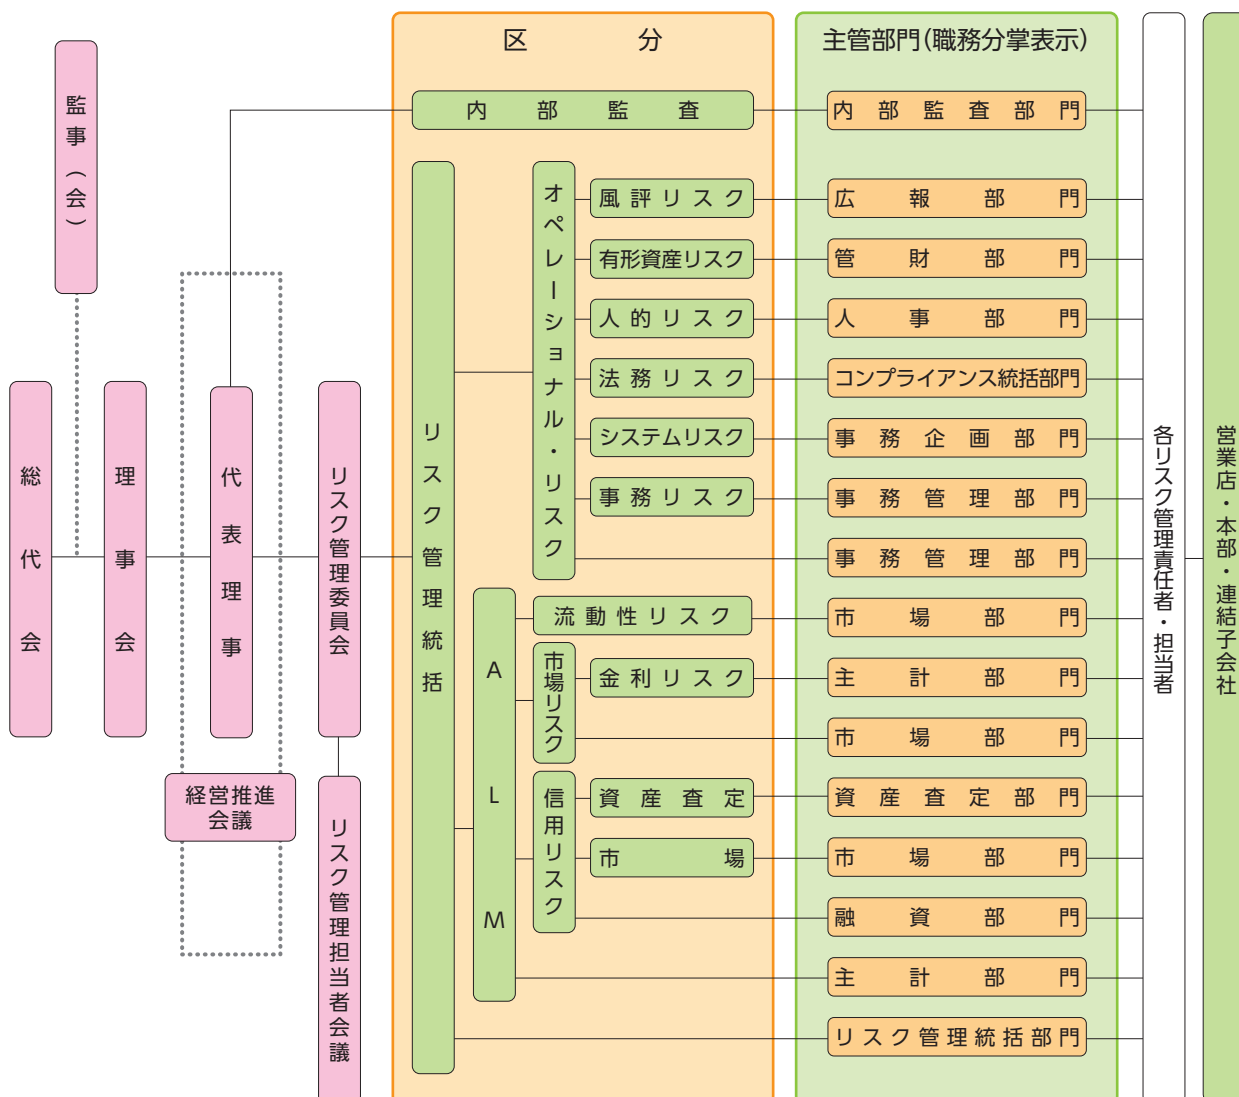 区分
主管部門(職務分掌表示)
監事(会)
内部監査
内部監査部門
オペレーショナル・リスク
風評リスク
広報部門
有形資産リスク
管財部門
人的リスク
人事部門
法務リスク
コンプライアンス統括部門
システムリスク
事務企画部門
事務リスク
事務管理部門
事務管理部門
総代会
理事会
代表理事
リスク管理委員会
リスク管理統括
各リスク管理責任者・担当者
営業店・本部・連結子会社
ALM
流動性リスク
市場部門
市場リスク
金利リスク
主計部門
市場部門
経営推進
会議
リスク管理担当者会議
信用リスク
資産査定
資産査定部門
市場
市場部門
融資部門
主計部門
リスク管理統括部門